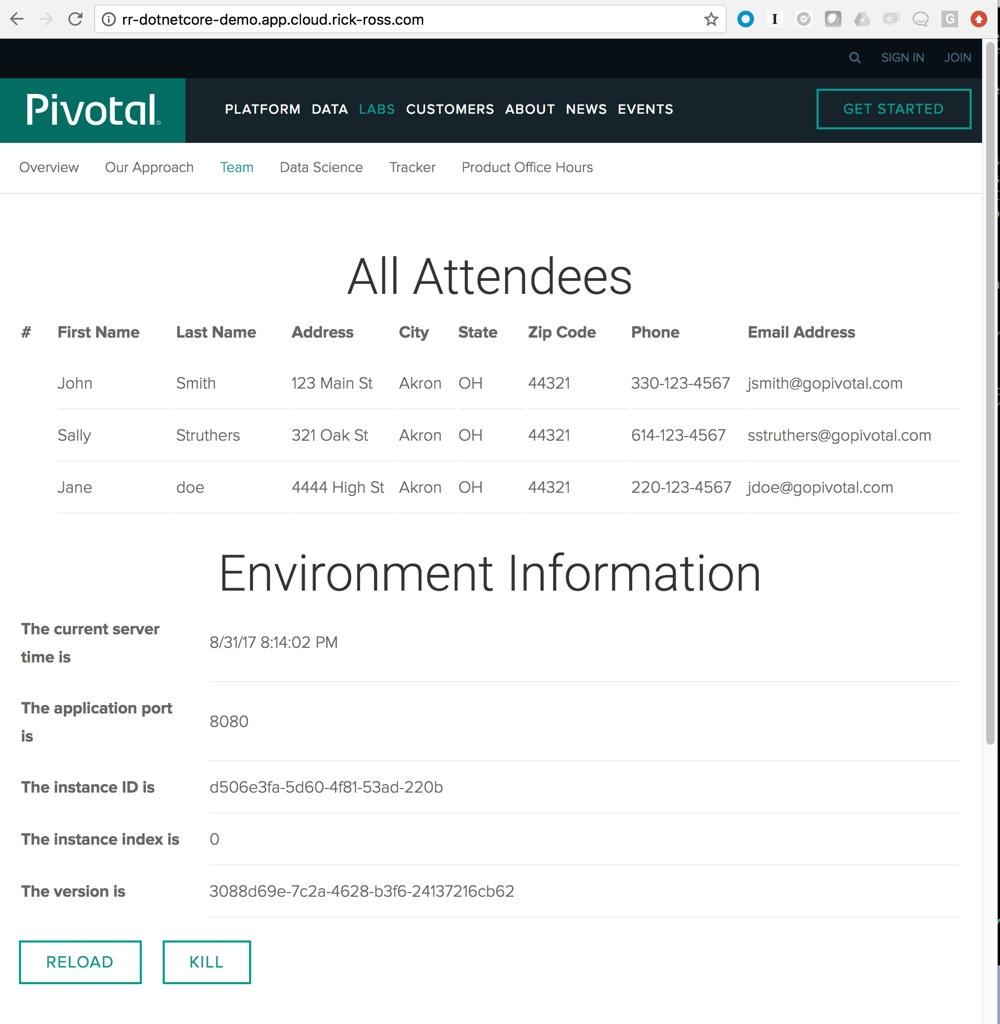 rr-dotnetcore-demo.app.cloud.rick-ross.com
SIGN IN JOIN
Pivotal
PLATFORM DATA LABS CUSTOMERS ABOUT NEWS EVENTS GET STARTED
Overview Our Approach Team Data Science Tracker Product Office Hours
All Attendees
# First Name Last Name Address City State Zip Code Phone Email Address
John Smith 123 Main St Akron OH 44321 330-123-4567 jsmith@gopivotal.com
Sally Struthers 321 Oak St Akron OH 44321 614-123-4567 sstruthers@gopivotal.com
Jane doe 4444 High St Akron OH 44321 220-123-4567 jdoe@gopivotal.com
Environment Information
The current server
time is
8/31/17 8:14:02 PM
The application port
is
8080
The instance ID is d506e3fa-5d60-4f81-53ad-220b
The instance index is 0
The version is 3088d69e-7c2a-4628-b3f6-24137216cb62
RELOAD KILL